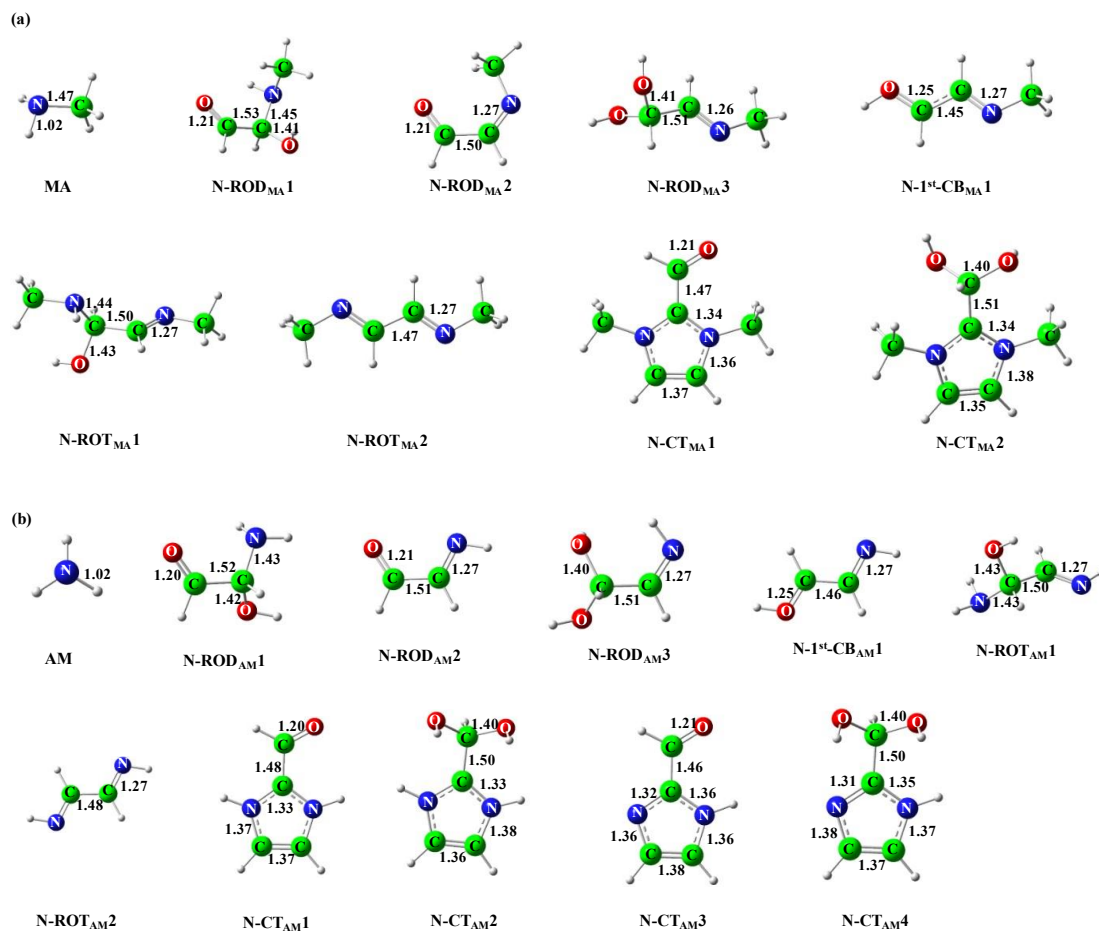 (a)
N 1.47 C
1.02
MA
O 1.21 C 1.53 C 1.45 N C 1.41 O
N-ROD_MA1
O 1.21 C 1.50 C 1.27 N C
N-ROD_MA2
O O 1.41 C 1.51 C 1.26 N C
N-ROD_MA3
O 1.25 C 1.45 C 1.27 N C
N-1st-CB_MA1
C N 1.44 C 1.50 C 1.27 N C 1.43 O
N-ROT_MA1
C N C 1.47 C 1.27 N C
N-ROT_MA2
1.21 O C 1.47 C 1.34 C N N C 1.36 C C 1.37
N-CT_MA1
O 1.40 O C 1.51 C 1.34 C N N C 1.38 C C 1.35
N-CT_MA2
(b)
N 1.02
AM
O 1.20 C 1.52 C 1.43 N 1.42 O
N-ROD_AM1
O 1.21 C 1.51 C 1.27 N
N-ROD_AM2
O 1.40 C 1.51 C 1.27 N O
N-ROD_AM3
O 1.25 C 1.46 C 1.27 N
N-1st-CB_AM1
O 1.43 C 1.50 C 1.27 N N 1.43
N-ROT_AM1
N C 1.48 C 1.27 N
N-ROT_AM2
1.20 O C 1.48 C N 1.33 N 1.37 C C 1.37
N-CT_AM1
O 1.40 O C 1.50 C 1.33 N N 1.38 C C 1.36
N-CT_AM2
1.21 O C 1.46 1.32 C 1.36 N N 1.36 1.36 C C 1.38
N-CT_AM3
O 1.40 O C 1.50 1.31 C 1.35 N N 1.38 1.37 C C 1.37
N-CT_AM4